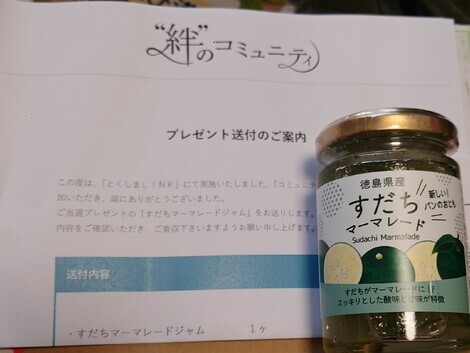 “絆”のコミュニティ
プレゼント送付のご案内
この度は、「とくしまLiNK」にて実施いたしました、「コミュニテ
加いただき、誠にありがとうございました。
ご当選プレゼントの「すだちマーマレードジャム」をお送りします。
内容をご確認いただき、ご査収下さいますようお願い申し上げます。
送付内容
・すだちマーマレードジャム 1ヶ
徳島県産
すだち
マーマレード
新しい!
パンのおとも
Sudachi Marmalade
すだちがマーマレードに!?
スッキリとした酸味と甘味が特徴